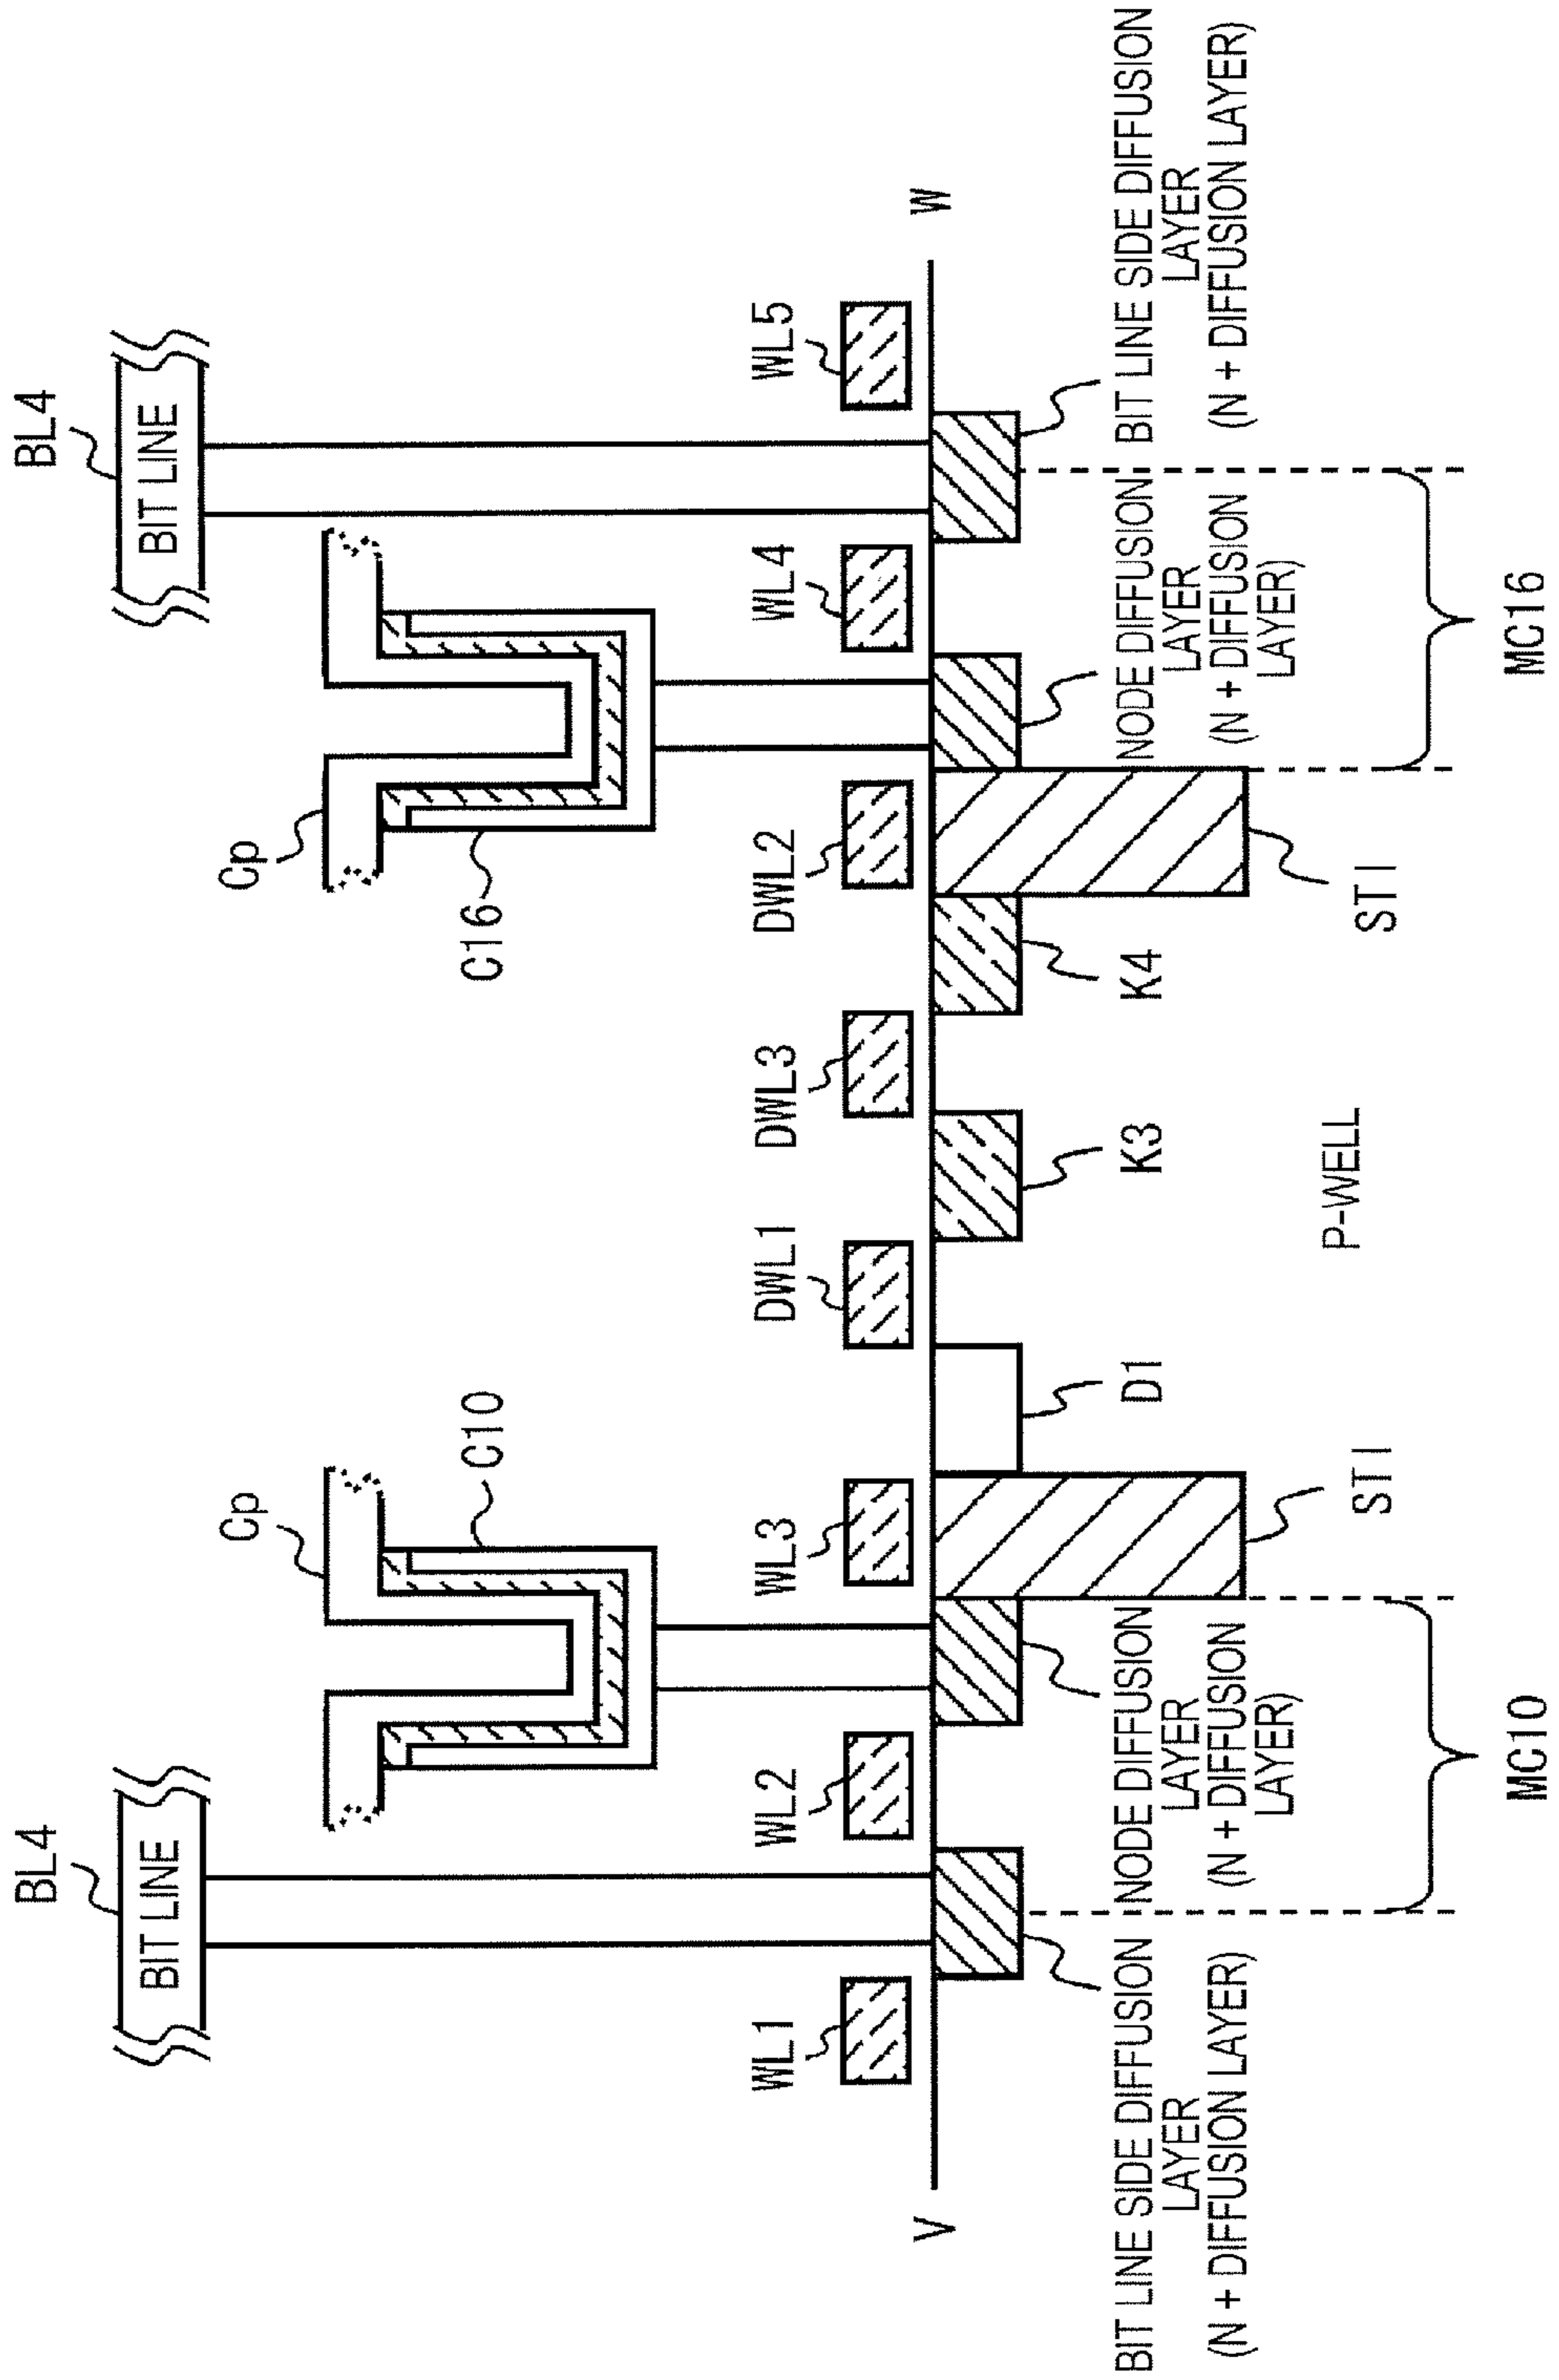 BL4
BIT LINE
BL4
BIT LINE
Cp
Cp
C10
C16
WL1
WL2
WL3
DWL1
DWL3
DWL2
WL4
WL5
V
W
BIT LINE SIDE DIFFUSION
LAYER
(N + DIFFUSION LAYER)
NODE DIFFUSION
LAYER
(N + DIFFUSION
LAYER)
D1
K3
K4
NODE DIFFUSION
LAYER
(N + DIFFUSION
LAYER)
BIT LINE SIDE DIFFUSION
LAYER
(N + DIFFUSION LAYER)
STI
P-WELL
STI
MC10
MC16